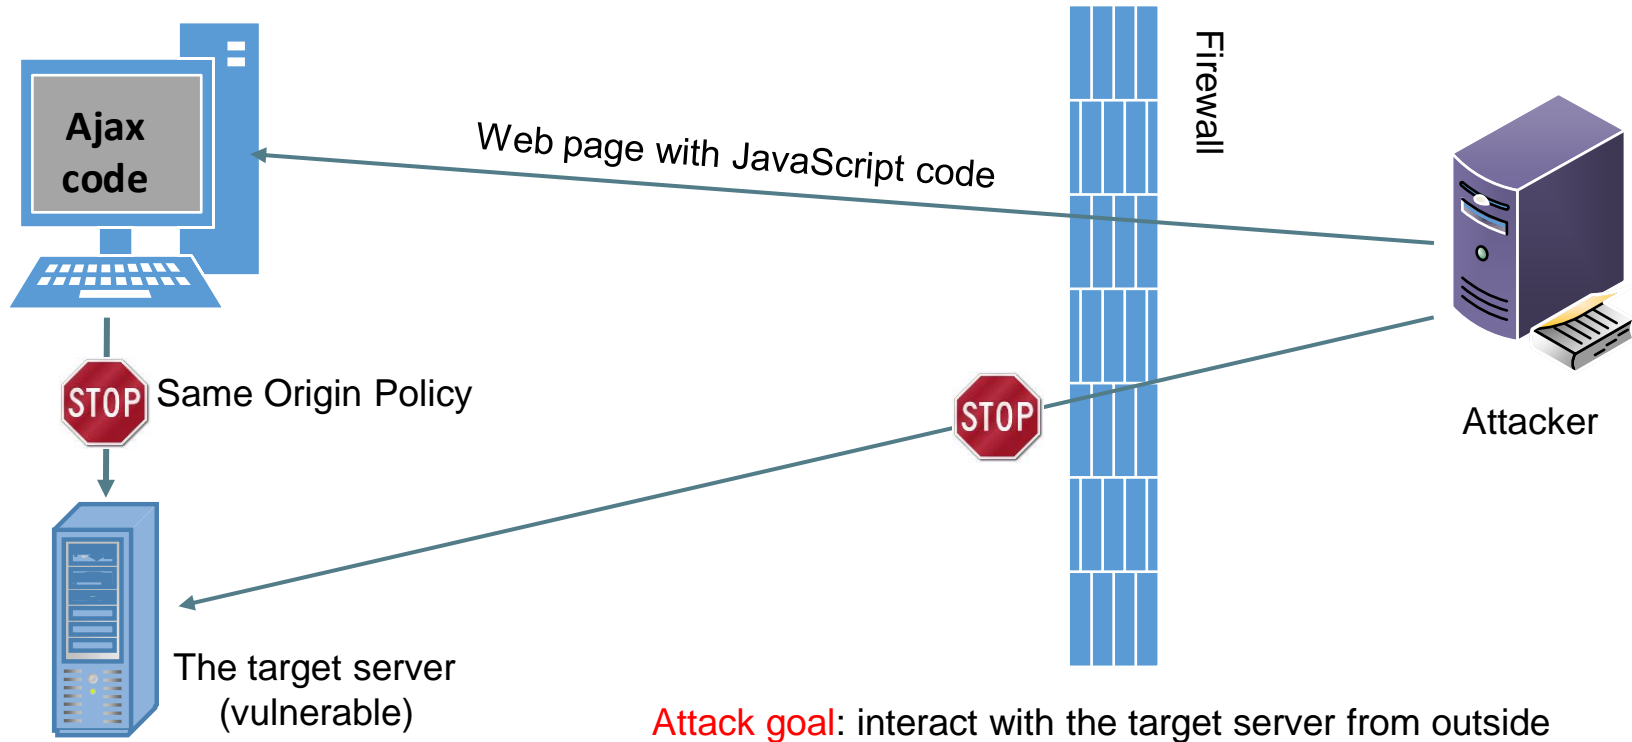 Firewall
Ajax
code
Web page with JavaScript code
STOP
Same Origin Policy
STOP
Attacker
The target server
(vulnerable)
Attack goal: interact with the target server from outside